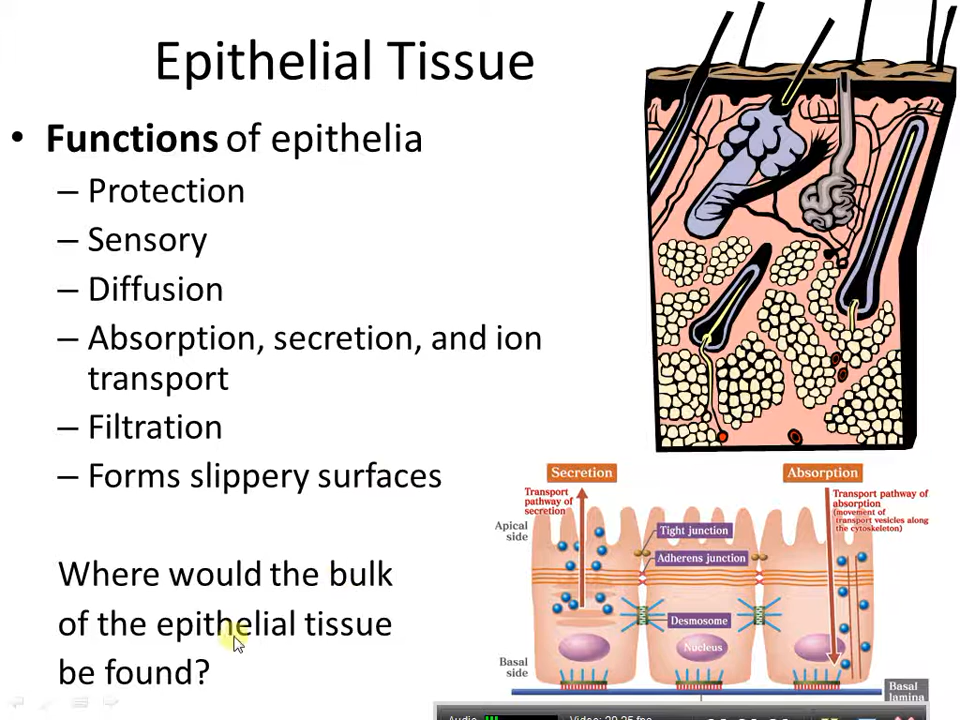 Epithelial Tissue
• Functions of epithelia
– Protection
– Sensory
– Diffusion
– Absorption, secretion, and ion
transport
– Filtration
– Forms slippery surfaces
Where would the bulk
of the epithelial tissue
be found?
Secretion
Absorption
Transport
pathway of
secretion
Transport pathway of
absorption
(movement of
transport vesicles along
the cytoskeleton)
Apical
side
Tight junction
Adherens junction
Desmosome
Nucleus
Basal
side
Basal
lamina